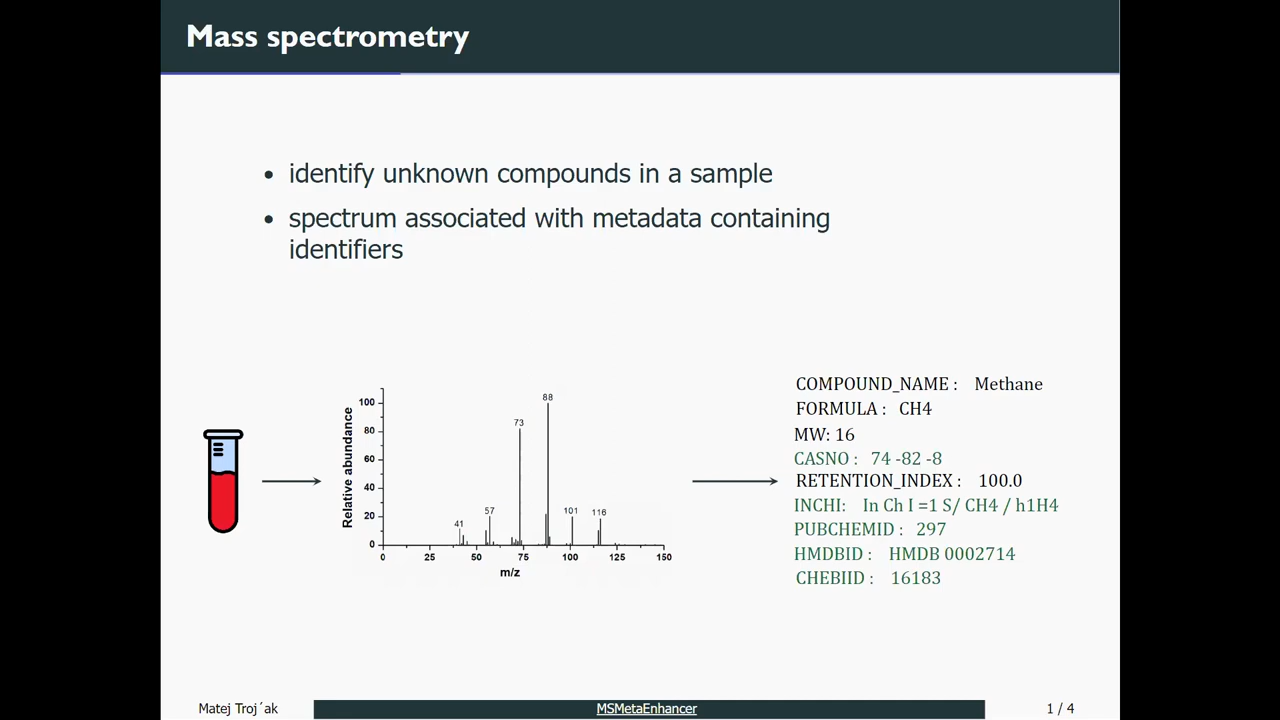 Mass spectrometry
• identify unknown compounds in a sample
• spectrum associated with metadata containing
identifiers
COMPOUND_NAME : Methane
FORMULA : CH4
MW: 16
CASNO : 74 -82 -8
RETENTION_INDEX : 100.0
INCHI: In Ch I =1 S/ CH4 / h1H4
PUBCHEMID : 297
HMDBID : HMDB 0002714
CHEBIID : 16183
Relative abundance
100
80
60
40
20
0
88
73
57
41
101
116
0 25 50 75 100 125 150
m/z
Matej Troj´ak
MSMetaEnhancer
1 / 4